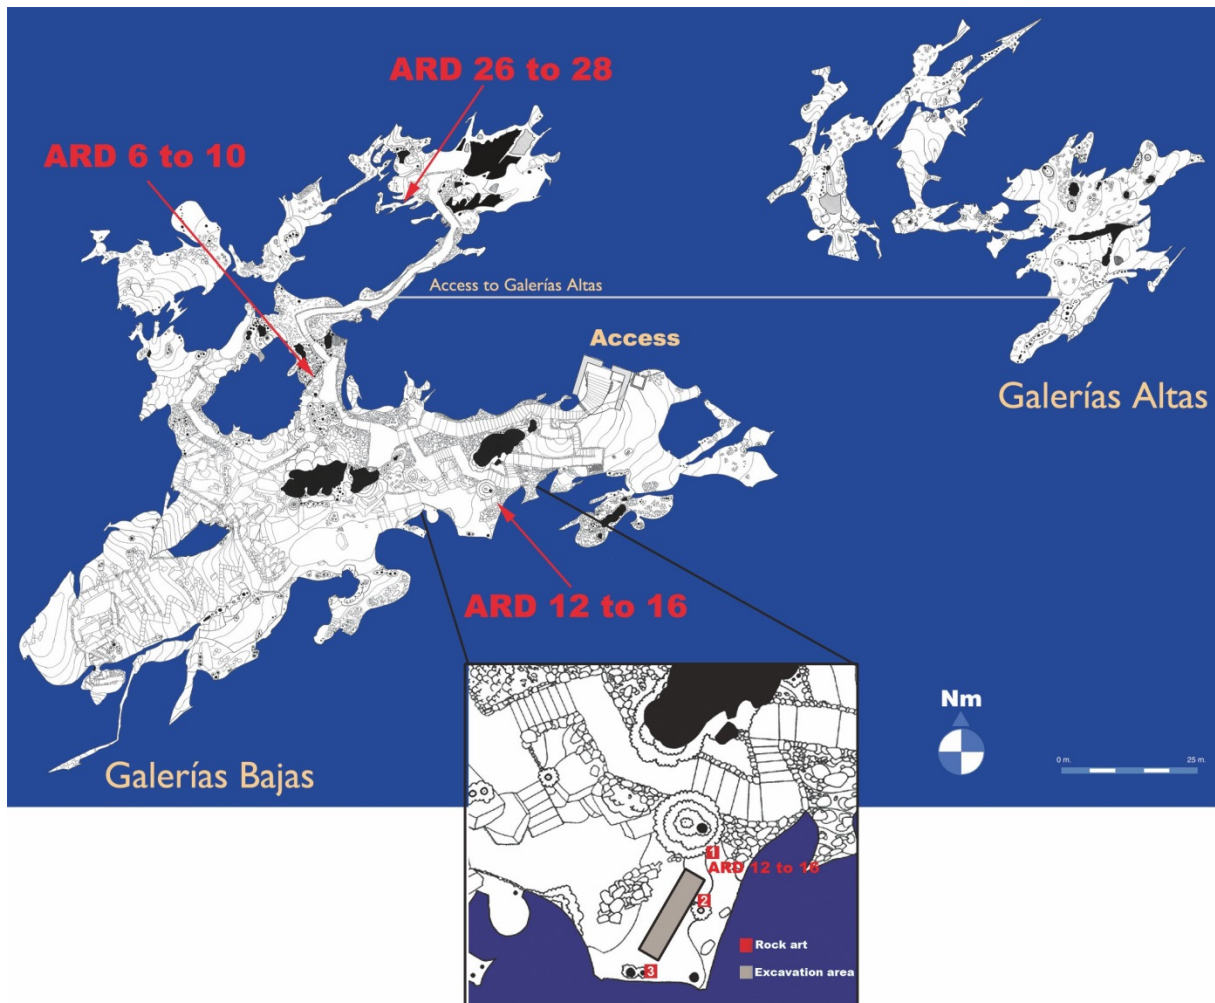 ARD 26 to 28
ARD 6 to 10
Access to Galerías Altas
Access
Galerías Altas
ARD 12 to 16
Nm
0 m.
25 m.
Galerías Bajas
1
ARD 12 to 16
2
Rock art
3
Excavation area